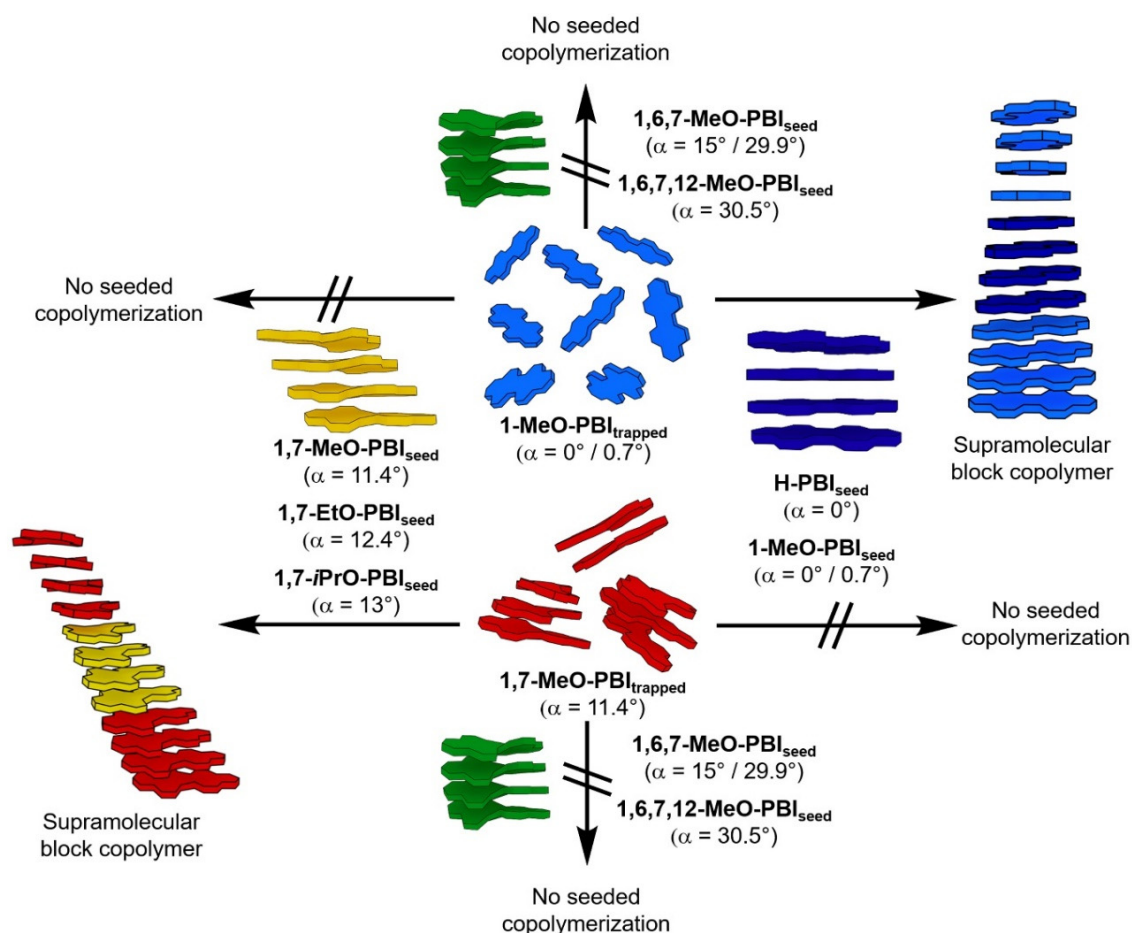 No seeded
copolymerization
1,6,7-MeO-PBIseed
(α = 15° / 29.9°)
1,6,7,12-MeO-PBIseed
(α = 30.5°)
No seeded
copolymerization
1-MeO-PBItrapped
(α = 0° / 0.7°)
1,7-MeO-PBIseed
(α = 11.4°)
1,7-EtO-PBIseed
(α = 12.4°)
1,7-iPrO-PBIseed
(α = 13°)
H-PBIseed
(α = 0°)
1-MeO-PBIseed
(α = 0° / 0.7°)
Supramolecular
block copolymer
No seeded
copolymerization
1,7-MeO-PBItrapped
(α = 11.4°)
1,6,7-MeO-PBIseed
(α = 15° / 29.9°)
1,6,7,12-MeO-PBIseed
(α = 30.5°)
Supramolecular
block copolymer
No seeded
copolymerization